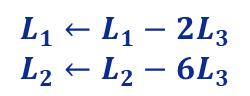 L₁ ← L₁ − 2L₃
L₂ ← L₂ − 6L₃